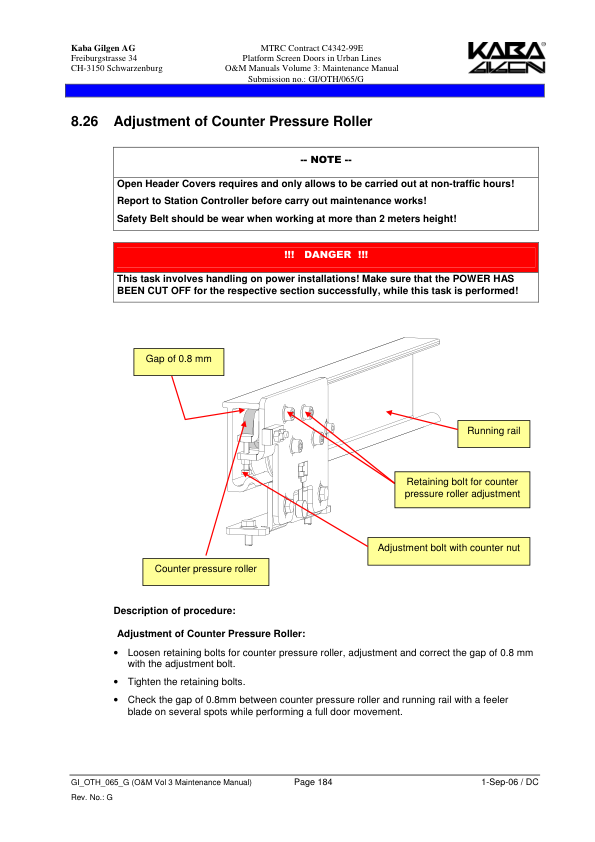 Kaba Gilgen AG
Freiburgstrasse 34
CH-3150 Schwarzenburg
MTRC Contract C4342-99E
Platform Screen Doors in Urban Lines
O&M Manuals Volume 3: Maintenance Manual
Submission no.: GI/OTH/065/G
KABA®
GILGEN
8.26 Adjustment of Counter Pressure Roller
-- NOTE --
Open Header Covers requires and only allows to be carried out at non-traffic hours!
Report to Station Controller before carry out maintenance works!
Safety Belt should be wear when working at more than 2 meters height!
!!! DANGER !!!
This task involves handling on power installations! Make sure that the POWER HAS
BEEN CUT OFF for the respective section successfully, while this task is performed!
Gap of 0.8 mm
Running rail
Retaining bolt for counter
pressure roller adjustment
Adjustment bolt with counter nut
Counter pressure roller
Description of procedure:
Adjustment of Counter Pressure Roller:
• Loosen retaining bolts for counter pressure roller, adjustment and correct the gap of 0.8 mm
with the adjustment bolt.
• Tighten the retaining bolts.
• Check the gap of 0.8mm between counter pressure roller and running rail with a feeler
blade on several spots while performing a full door movement.
GI_OTH_065_G (O&M Vol 3 Maintenance Manual) Page 184 1-Sep-06 / DC
Rev. No.: G